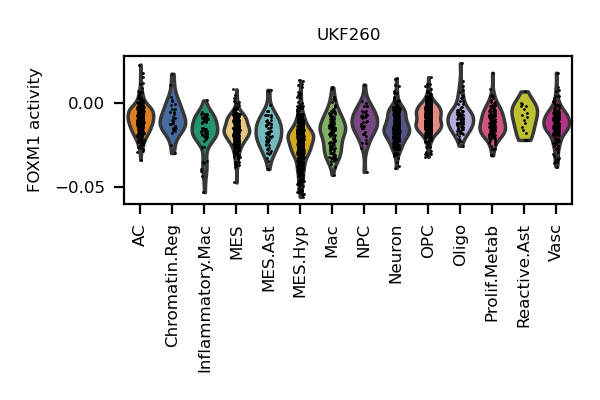 UKF260
FOXM1 activity
0.00
−0.05
AC
Chromatin.Reg
Inflammatory.Mac
MES
MES.Ast
MES.Hyp
Mac
NPC
Neuron
OPC
Oligo
Prolif.Metab
Reactive.Ast
Vasc